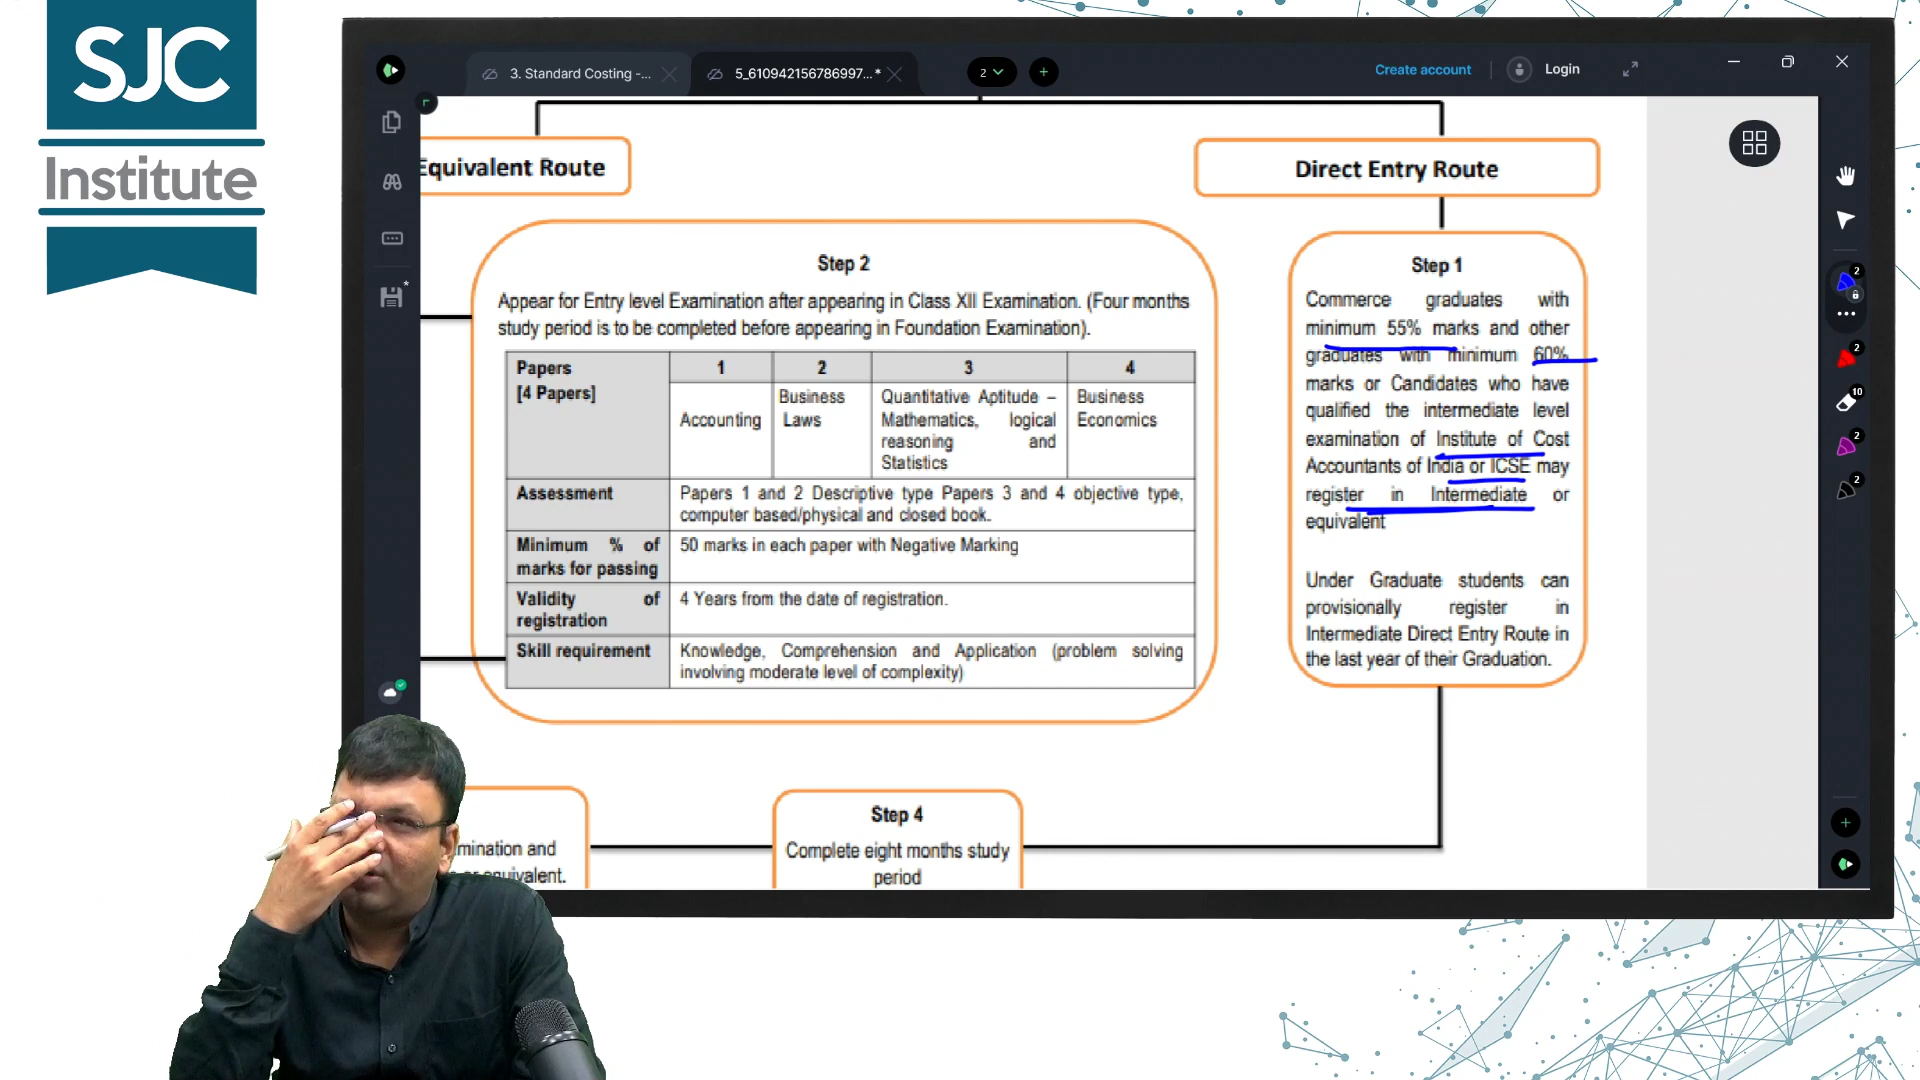 SJC
Institute
3. Standard Costing -...
5_610942156786997... *
2
Create account
Login
Equivalent Route
Direct Entry Route
Step 2
Appear for Entry level Examination after appearing in Class XII Examination. (Four months
study period is to be completed before appearing in Foundation Examination).
Papers
[4 Papers]
1
2
3
4
Accounting
Business
Laws
Quantitative Aptitude –
Mathematics, logical
reasoning and
Statistics
Business
Economics
Assessment
Papers 1 and 2 Descriptive type Papers 3 and 4 objective type,
computer based/physical and closed book.
Minimum % of
marks for passing
50 marks in each paper with Negative Marking
Validity of
registration
4 Years from the date of registration.
Skill requirement
Knowledge, Comprehension and Application (problem solving
involving moderate level of complexity)
Step 1
Commerce graduates with
minimum 55% marks and other
graduates with minimum 60%
marks or Candidates who have
qualified the intermediate level
examination of Institute of Cost
Accountants of India or ICSE may
register in Intermediate or
equivalent
Under Graduate students can
provisionally register in
Intermediate Direct Entry Route in
the last year of their Graduation.
mination and
equivalent.
Step 4
Complete eight months study
period
2
2
10
2
2